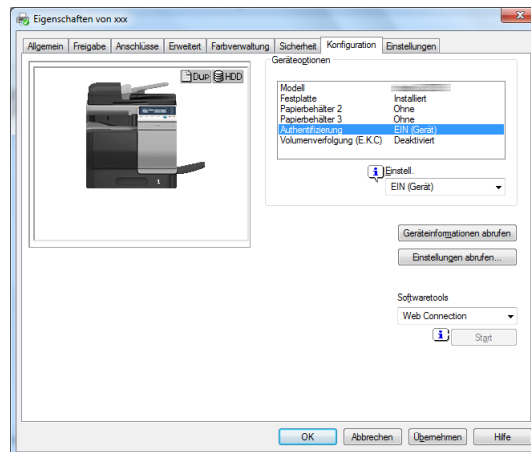 Eigenschaften von xxx
Allgemein Freigabe Anschlüsse Erweitert Farbverwaltung Sicherheit Konfiguration Einstellungen
Geräteoptionen
Dup HDD
Modell
Festplatte Installiert
Papierbehälter 2 Ohne
Papierbehälter 3 Ohne
Authentifizierung EIN (Gerät)
Volumenverfolgung (E.K.C) Deaktiviert
Einstell.
EIN (Gerät)
1
Geräteinformationen abrufen
Einstellungen abrufen...
Softwaretools
Web Connection
Start
OK Abbrechen Übernehmen Hilfe